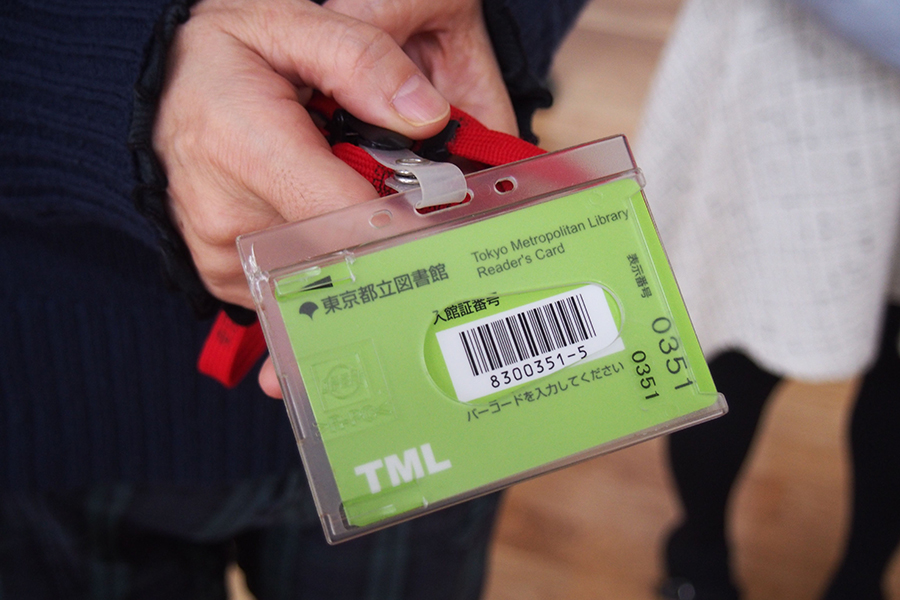 東京都立図書館
Tokyo Metropolitan Library
Reader's Card
入館証番号
8300351-5
バーコードを入力してください
表示番号
0351
0351
TML